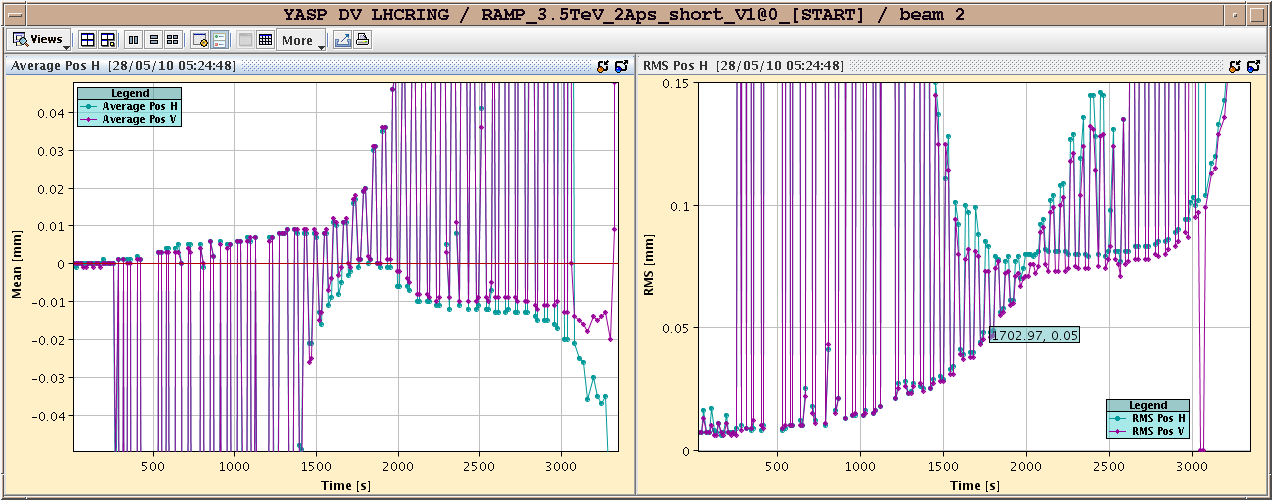 YASP DV LHCRING / RAMP_3.5TeV_2Aps_short_V1@0_[START] / beam 2
Views More
Average Pos H [28/05/10 05:24:48]
Legend
Average Pos H
Average Pos V
0.04
0.03
0.02
0.01
0
-0.01
-0.02
-0.03
-0.04
Mean [mm]
500 1000 1500 2000 2500 3000
Time [s]
RMS Pos H [28/05/10 05:24:48]
0.15
0.1
0.05
0
RMS [mm]
1702.97, 0.05
Legend
RMS Pos H
RMS Pos V
500 1000 1500 2000 2500 3000
Time [s]